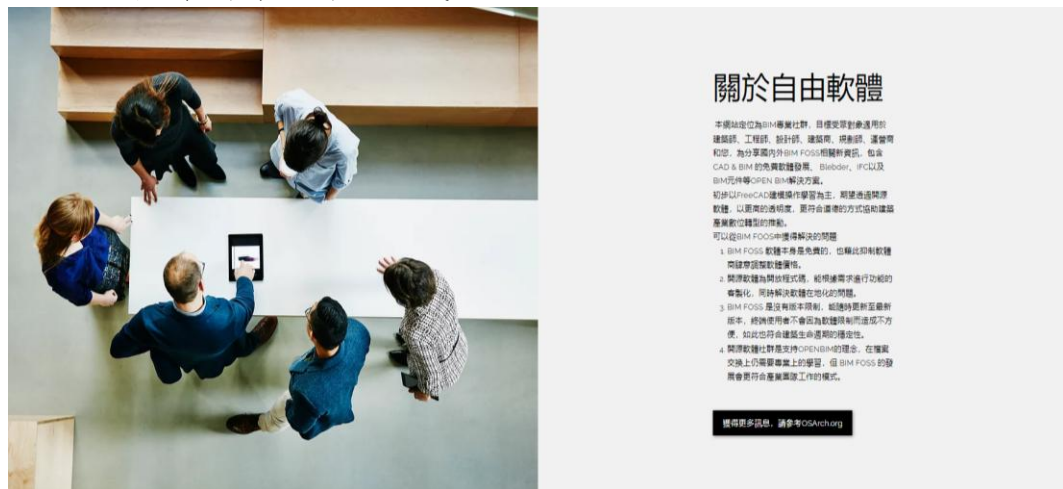 關於自由軟體
本網站定位為BIM專業社群，目標受眾對象適用於
建築師、工程師、設計師、建築商、規劃師、運營商
和您，為分享國內外BIM FOSS相關新資訊，包含
CAD & BIM 的免費軟體發展、 Blebder、IFC以及
BIM元件等OPEN BIM解決方案。
初步以FreeCAD建模操作學習為主，期望透過開源
軟體，以更高的透明度，更符合道德的方式協助建築
產業數位轉型的推動。
可以從BIM FOOS中獲得解決的問題
1. BIM FOSS 軟體本身是免費的，也藉此抑制軟體
商肆意調整軟體價格。
2. 開源軟體為開放程式碼，能根據需求進行功能的
客製化，同時解決軟體在地化的問題。
3. BIM FOSS 是沒有版本限制，能隨時更新至最新
版本，終端使用者不會因為軟體限制而造成不方
便，如此也符合建築生命週期的穩定性。
4. 開源軟體社群是支持OPENBIM的理念，在檔案
交換上仍需要專業上的學習，但 BIM FOSS 的發
展會更符合產業團隊工作的模式。
獲得更多訊息，請參考OSArch.org